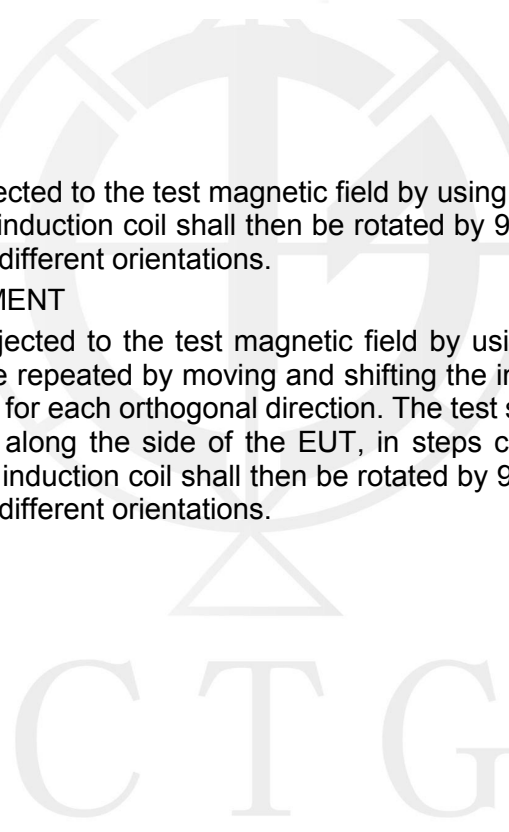 ected to the test magnetic field by using
induction coil shall then be rotated by 9
different orientations.
MENT
jected to the test magnetic field by usi
e repeated by moving and shifting the i
for each orthogonal direction. The test s
along the side of the EUT, in steps c
induction coil shall then be rotated by 9
different orientations.
C T G